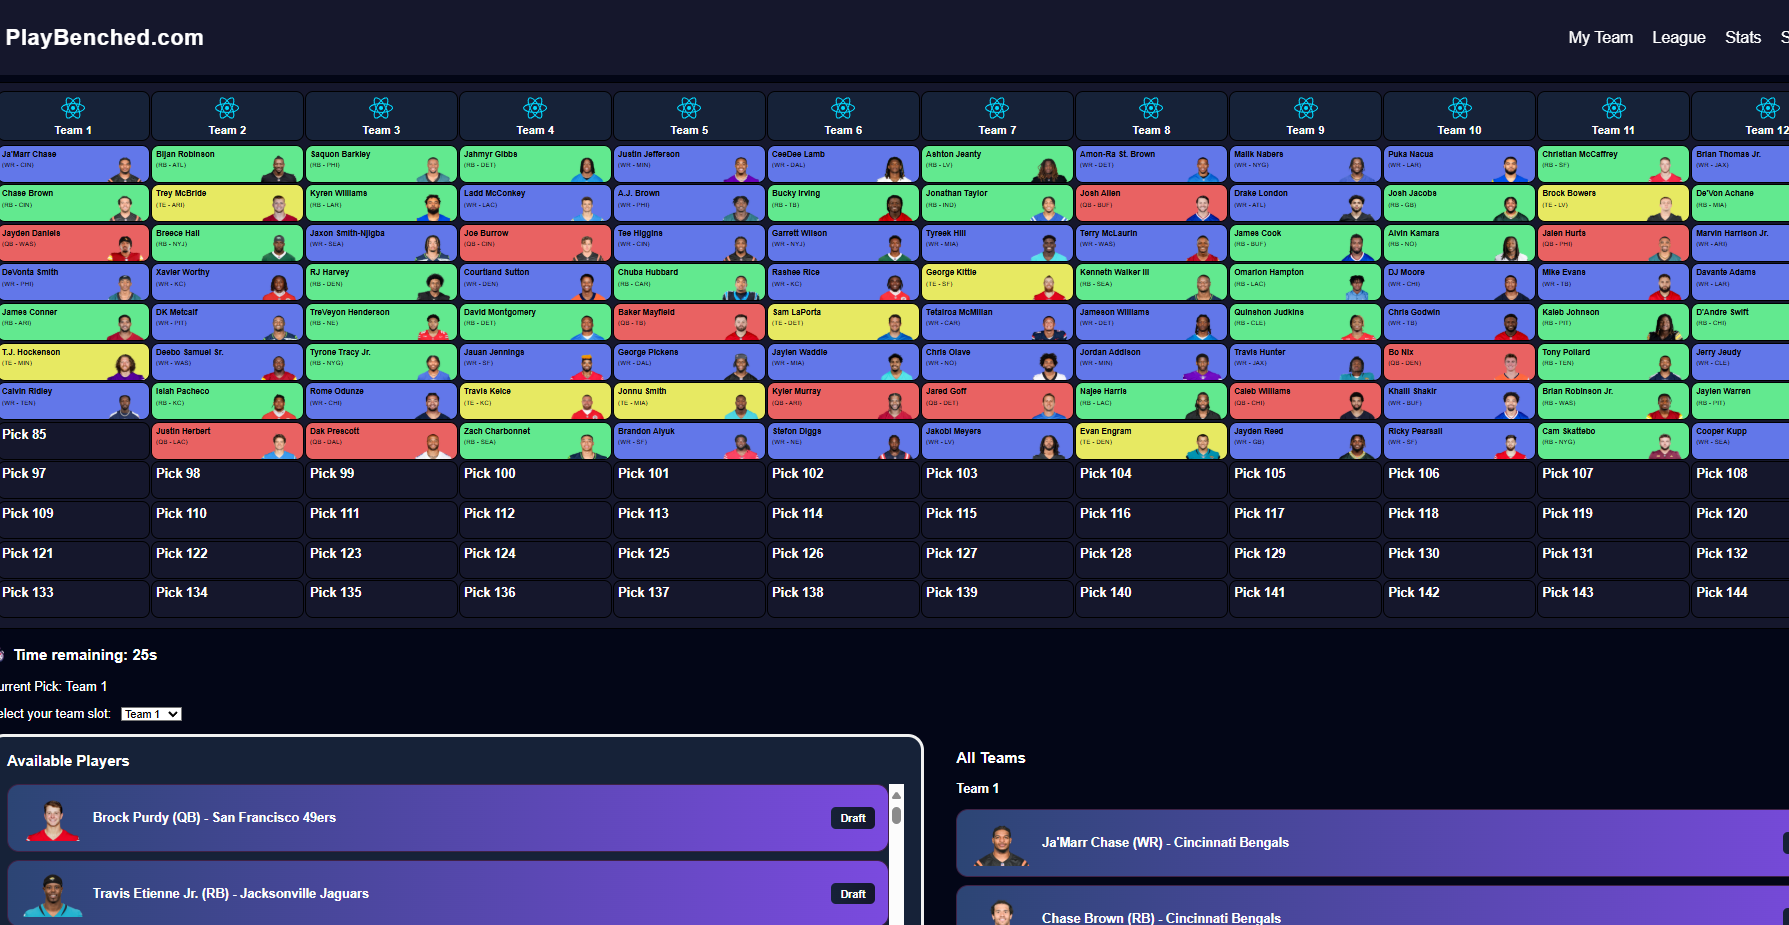 PlayBenched.com
My Team League Stats S
Team 1 Team 2 Team 3 Team 4 Team 5 Team 6 Team 7 Team 8 Team 9 Team 10 Team 11 Team 12
Ja'Marr Chase Bijan Robinson Saquon Barkley Jahmyr Gibbs Justin Jefferson CeeDee Lamb Ashton Jeanty Amon-Ra St. Brown Malik Nabers Puka Nacua Christian McCaffrey Brian Thomas Jr.
(WR - CIN) (RB - ATL) (RB - PHI) (RB - DET) (WR - MIN) (WR - DAL) (RB - LV) (WR - DET) (WR - NYG) (WR - LAR) (RB - SF) (WR - JAX)
Chase Brown Trey McBride Kyren Williams Ladd McConkey A.J. Brown Bucky Irving Jonathan Taylor Josh Allen Drake London Josh Jacobs Brock Bowers De'Von Achane
(RB - CIN) (TE - ARI) (RB - LAR) (WR - LAC) (WR - PHI) (RB - TB) (RB - IND) (QB - BUF) (WR - ATL) (RB - GB) (TE - LV) (RB - MIA)
Jayden Daniels Breece Hall Jaxon Smith-Njigba Joe Burrow Tee Higgins Garrett Wilson Tyreek Hill Terry McLaurin James Cook Alvin Kamara Jalen Hurts Marvin Harrison Jr.
(QB - WAS) (RB - NYJ) (WR - SEA) (QB - CIN) (WR - CIN) (WR - NYJ) (WR - MIA) (WR - WAS) (RB - BUF) (RB - NO) (QB - PHI) (WR - ARI)
DeVonta Smith Xavier Worthy RJ Harvey Courtland Sutton Chuba Hubbard Rashee Rice George Kittle Kenneth Walker III Omarion Hampton DJ Moore Mike Evans Davante Adams
(WR - PHI) (WR - KC) (RB - DEN) (WR - DEN) (RB - CAR) (WR - KC) (TE - SF) (RB - SEA) (RB - LAC) (WR - CHI) (WR - TB) (WR - LAR)
James Conner DK Metcalf TreVeyon Henderson David Montgomery Baker Mayfield Sam LaPorta Tetairoa McMillan Jameson Williams Quinshon Judkins Chris Godwin Kaleb Johnson D'Andre Swift
(RB - ARI) (WR - PIT) (RB - NE) (RB - DET) (QB - TB) (TE - DET) (WR - CAR) (WR - DET) (RB - CLE) (WR - TB) (RB - PIT) (RB - CHI)
T.J. Hockenson Deebo Samuel Sr. Tyrone Tracy Jr. Jauan Jennings George Pickens Jaylen Waddle Chris Olave Jordan Addison Travis Hunter Bo Nix Tony Pollard Jerry Jeudy
(TE - MIN) (WR - WAS) (RB - NYG) (WR - SF) (WR - DAL) (WR - MIA) (WR - NO) (WR - MIN) (WR - JAX) (QB - DEN) (RB - TEN) (WR - CLE)
Calvin Ridley Isiah Pacheco Rome Odunze Travis Kelce Jonnu Smith Kyler Murray Jared Goff Najee Harris Caleb Williams Khalil Shakir Brian Robinson Jr. Jaylen Warren
(WR - TEN) (RB - KC) (WR - CHI) (TE - KC) (TE - MIA) (QB - ARI) (QB - DET) (RB - LAC) (QB - CHI) (WR - BUF) (RB - WAS) (RB - PIT)
Pick 85 Justin Herbert Dak Prescott Zach Charbonnet Brandon Aiyuk Stefon Diggs Jakobi Meyers Evan Engram Jayden Reed Ricky Pearsall Cam Skattebo Cooper Kupp
(QB - LAC) (QB - DAL) (RB - SEA) (WR - SF) (WR - NE) (WR - LV) (TE - DEN) (WR - GB) (WR - SF) (RB - NYG) (WR - SEA)
Pick 97 Pick 98 Pick 99 Pick 100 Pick 101 Pick 102 Pick 103 Pick 104 Pick 105 Pick 106 Pick 107 Pick 108
Pick 109 Pick 110 Pick 111 Pick 112 Pick 113 Pick 114 Pick 115 Pick 116 Pick 117 Pick 118 Pick 119 Pick 120
Pick 121 Pick 122 Pick 123 Pick 124 Pick 125 Pick 126 Pick 127 Pick 128 Pick 129 Pick 130 Pick 131 Pick 132
Pick 133 Pick 134 Pick 135 Pick 136 Pick 137 Pick 138 Pick 139 Pick 140 Pick 141 Pick 142 Pick 143 Pick 144
Time remaining: 25s
urrent Pick: Team 1
elect your team slot: Team 1
Available Players
Brock Purdy (QB) - San Francisco 49ers Draft
Travis Etienne Jr. (RB) - Jacksonville Jaguars Draft
All Teams
Team 1
Ja'Marr Chase (WR) - Cincinnati Bengals
Chase Brown (RB) - Cincinnati Bengals